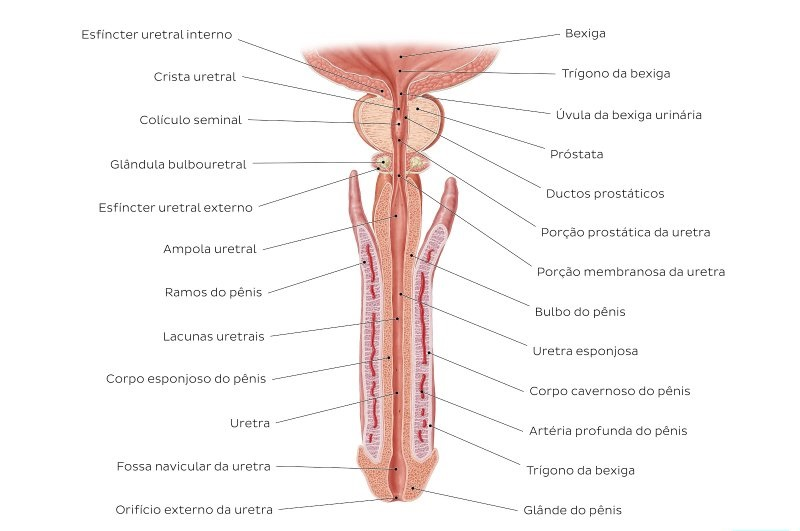 Esfíncter uretral interno
Crista uretral
Colículo seminal
Glândula bulbouretral
Esfíncter uretral externo
Ampola uretral
Ramos do pênis
Lacunas uretrais
Corpo esponjoso do pênis
Uretra
Fossa navicular da uretra
Orifício externo da uretra
Bexiga
Trígono da bexiga
Úvula da bexiga urinária
Próstata
Ductos prostáticos
Porção prostática da uretra
Porção membranosa da uretra
Bulbo do pênis
Uretra esponjosa
Corpo cavernoso do pênis
Artéria profunda do pênis
Trígono da bexiga
Glânde do pênis